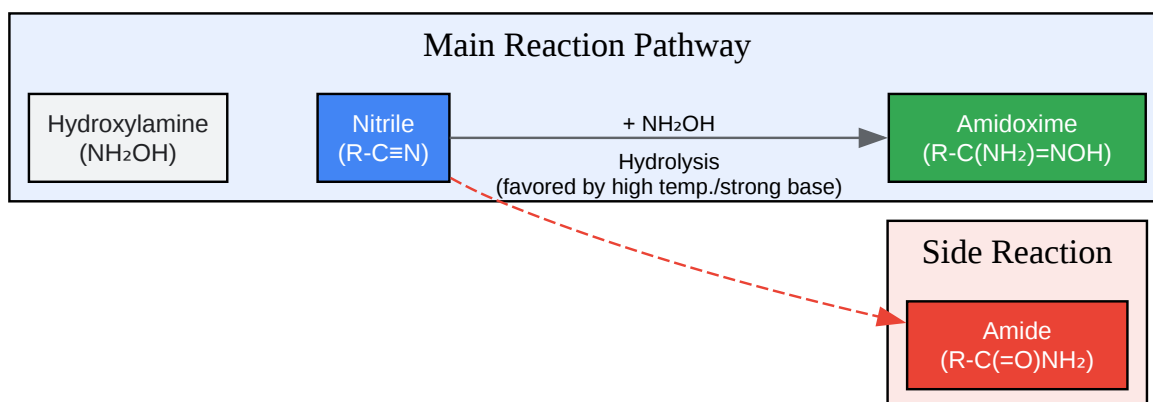 Main Reaction Pathway
Hydroxylamine
(NH₂OH)
Nitrile
(R-C≡N)
+ NH₂OH
Hydrolysis
(favored by high temp./strong base)
Amidoxime
(R-C(NH₂)=NOH)
Side Reaction
Amide
(R-C(=O)NH₂)